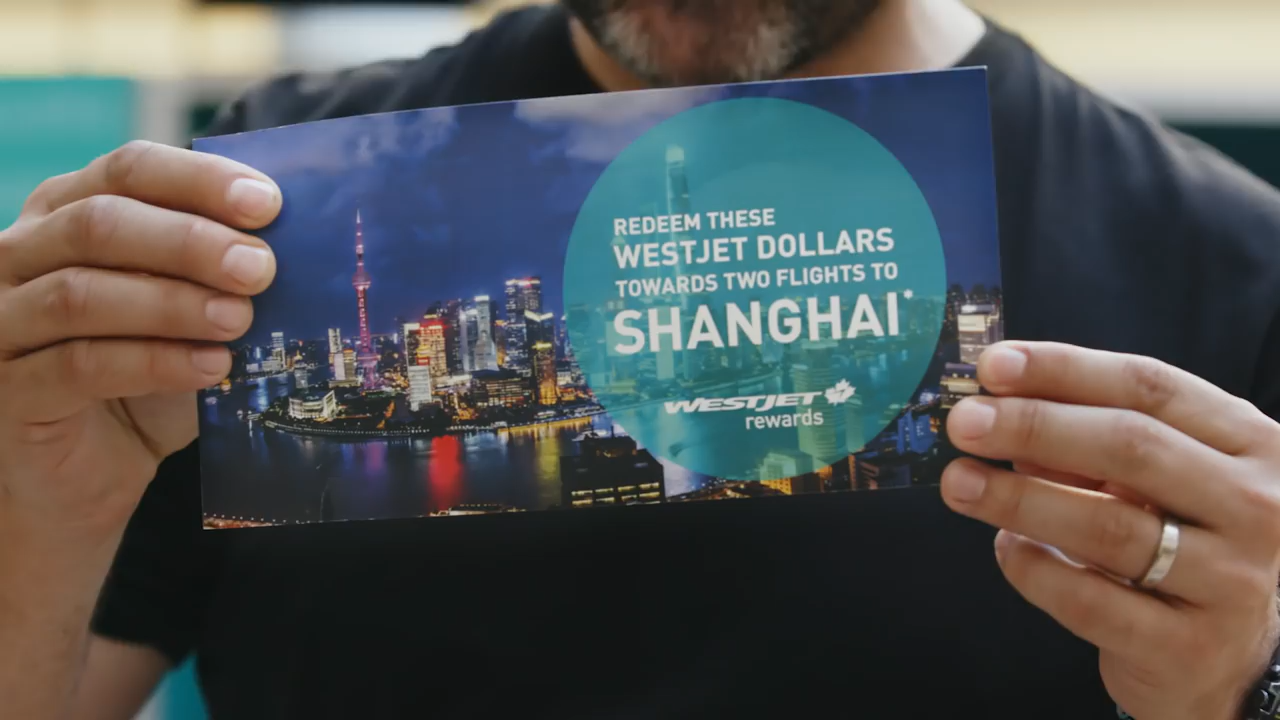 REDEEM THESE
WESTJET DOLLARS
TOWARDS TWO FLIGHTS TO
SHANGHAI*
WESTJET
rewards